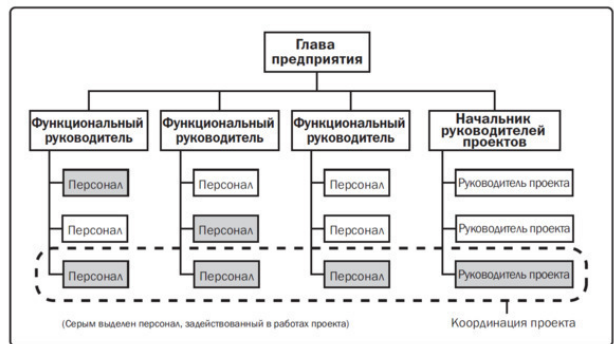 Глава
предприятия
Функциональный
руководитель
Функциональный
руководитель
Функциональный
руководитель
Начальник
руководителей
проектов
Персонал
Персонал
Персонал
Руководитель проекта
Персонал
Персонал
Персонал
Руководитель проекта
Персонал
Персонал
Персонал
Руководитель проекта
(Серым выделен персонал, задействованный в работах проекта)
Координация проекта